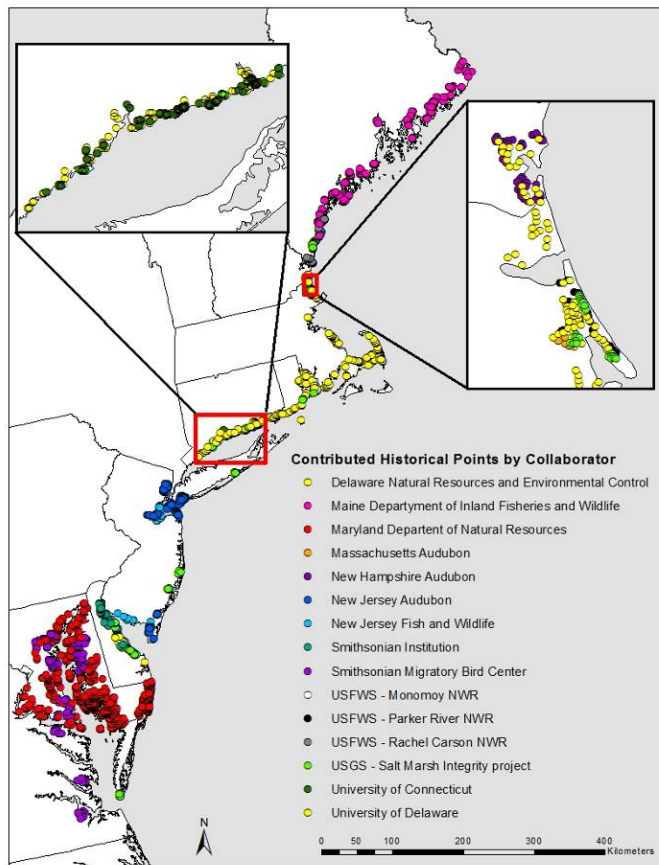 Contributed Historical Points by Collaborator
Delaware Natural Resources and Environmental Control
Maine Departyment of Inland Fisheries and Wildlife
Maryland Departent of Natural Resources
Massachusetts Audubon
New Hampshire Audubon
New Jersey Audubon
New Jersey Fish and Wildlife
Smithsonian Institution
Smithsonian Migratory Bird Center
USFWS - Monomoy NWR
USFWS - Parker River NWR
USFWS - Rachel Carson NWR
USGS - Salt Marsh Integrity project
University of Connecticut
University of Delaware
N
0 50 100 200 300 400
Kilometers